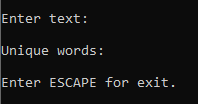 Enter text:
Unique words:
Enter ESCAPE for exit.